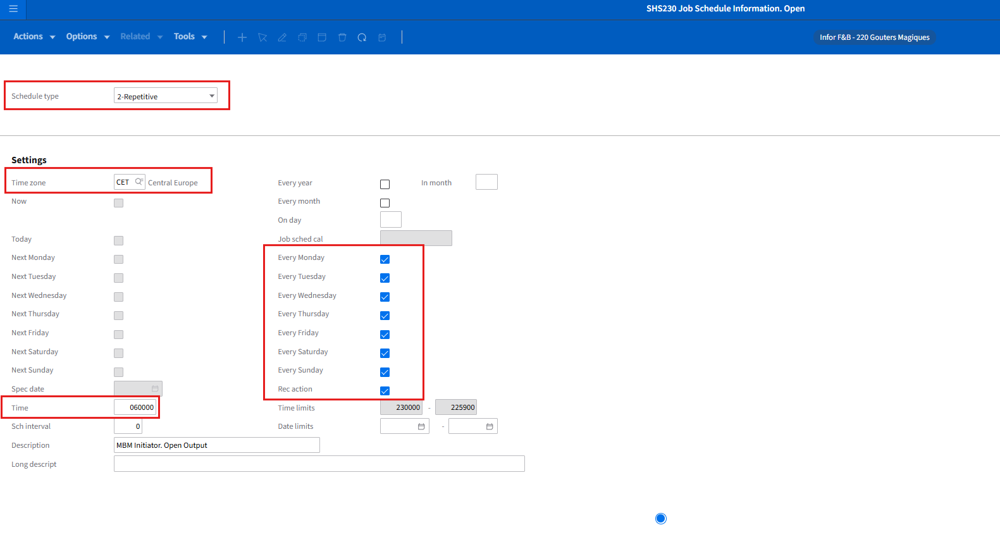 SHS230 Job Schedule Information. Open
Actions Options Related Tools
Infor F&B - 220 Gouters Magiques
Schedule type 2-Repetitive
Settings
Time zone CET Central Europe Every year In month
Now Every month
On day
Today Job sched cal
Next Monday Every Monday
Next Tuesday Every Tuesday
Next Wednesday Every Wednesday
Next Thursday Every Thursday
Next Friday Every Friday
Next Saturday Every Saturday
Next Sunday Every Sunday
Spec date Rec action
Time 060000 Time limits 230000 - 225900
Sch interval 0 Date limits -
Description MBM Initiator. Open Output
Long descript